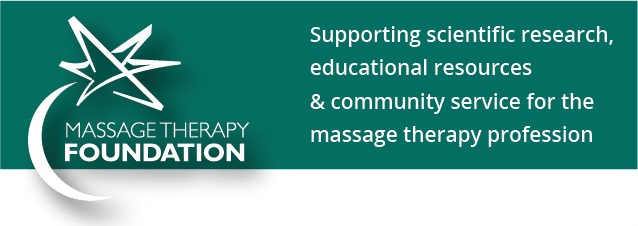 MASSAGE THERAPY
FOUNDATION
Supporting scientific research,
educational resources
& community service for the
massage therapy profession